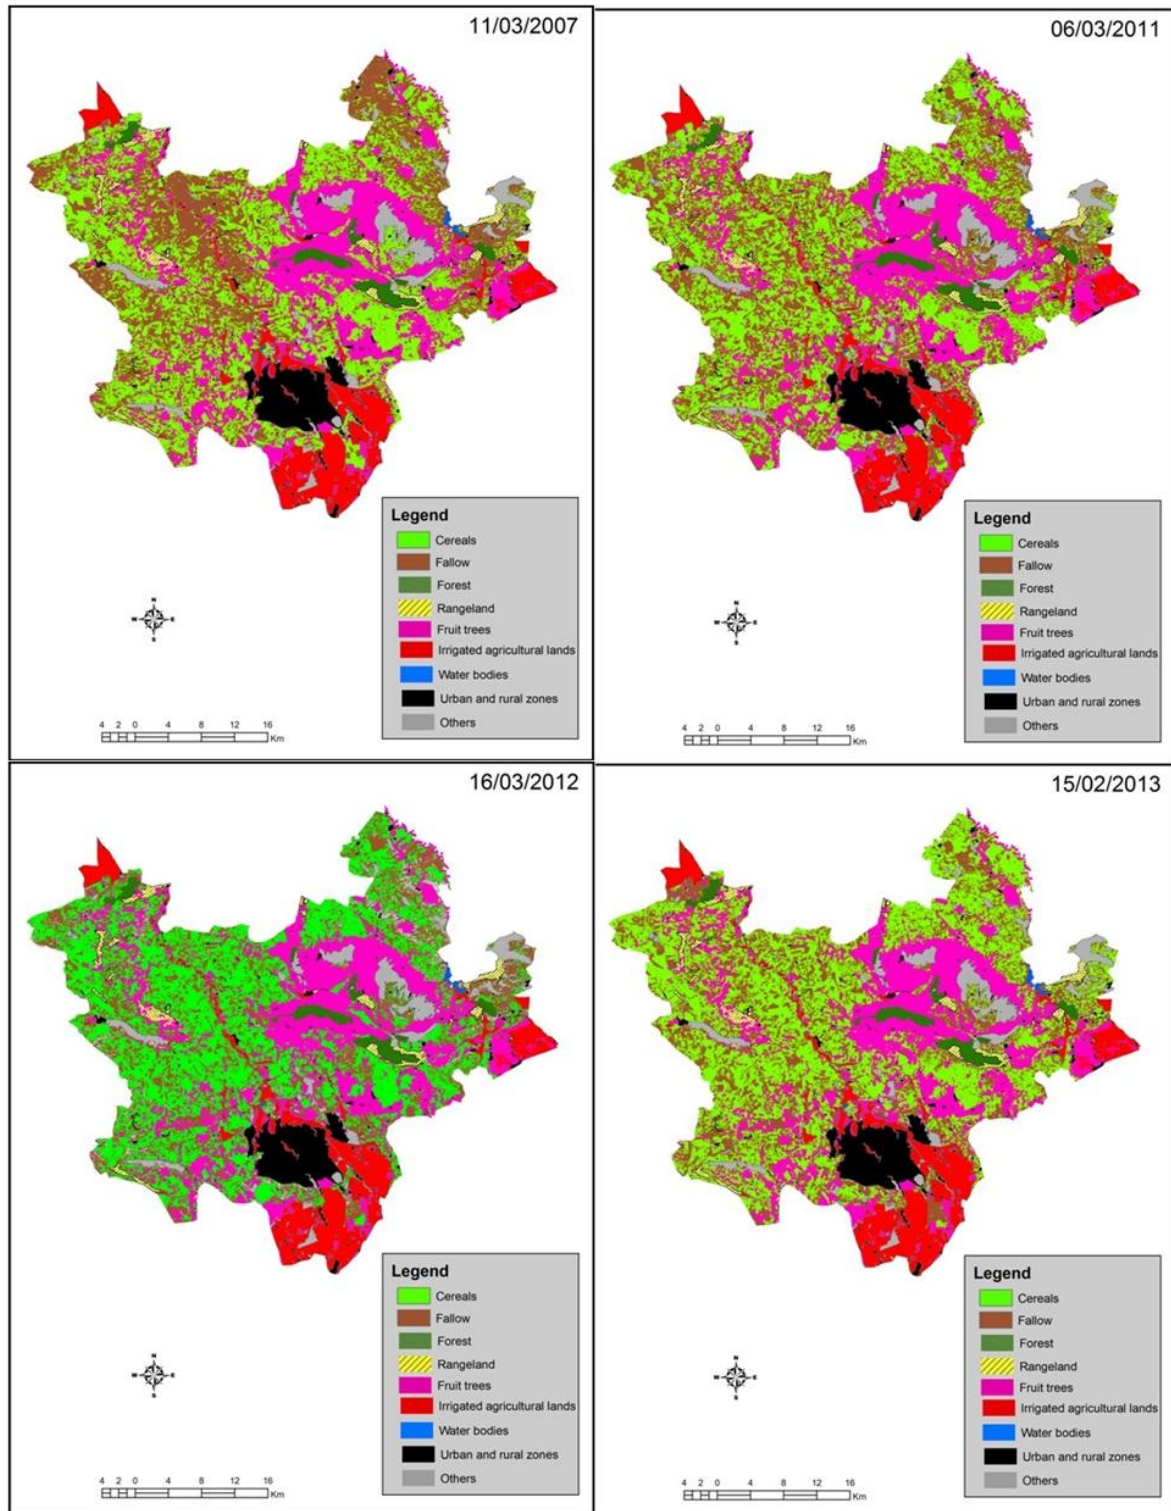 11/03/2007
Legend
Cereals
Fallow
Forest
Rangeland
Fruit trees
Irrigated agricultural lands
Water bodies
Urban and rural zones
Others
N
W E
S
4 2 0 4 8 12 16
Km
06/03/2011
Legend
Cereals
Fallow
Forest
Rangeland
Fruit trees
Irrigated agricultural lands
Water bodies
Urban and rural zones
Others
N
W E
S
4 2 0 4 8 12 16
Km
16/03/2012
Legend
Cereals
Fallow
Forest
Rangeland
Fruit trees
Irrigated agricultural lands
Water bodies
Urban and rural zones
Others
N
W E
S
4 2 0 4 8 12 16
Km
15/02/2013
Legend
Cereals
Fallow
Forest
Rangeland
Fruit trees
Irrigated agricultural lands
Water bodies
Urban and rural zones
Others
N
W E
S
4 2 0 4 8 12 16
Km